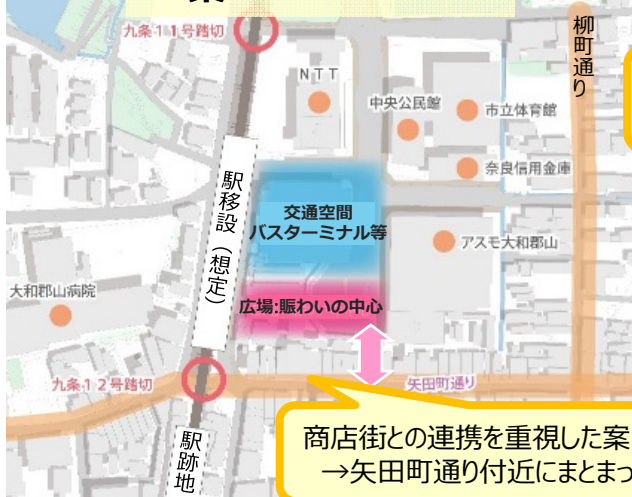 案
九条11号踏切
柳町通り
NTT
中央公民館
市立体育館
奈良信用金庫
駅移設(想定)
交通空間
バスターミナル等
アスモ大和郡山
大和郡山病院
広場:賑わいの中心
九条12号踏切
矢田町通り
駅跡地
商店街との連携を重視した案
→矢田町通り付近にまとまっ